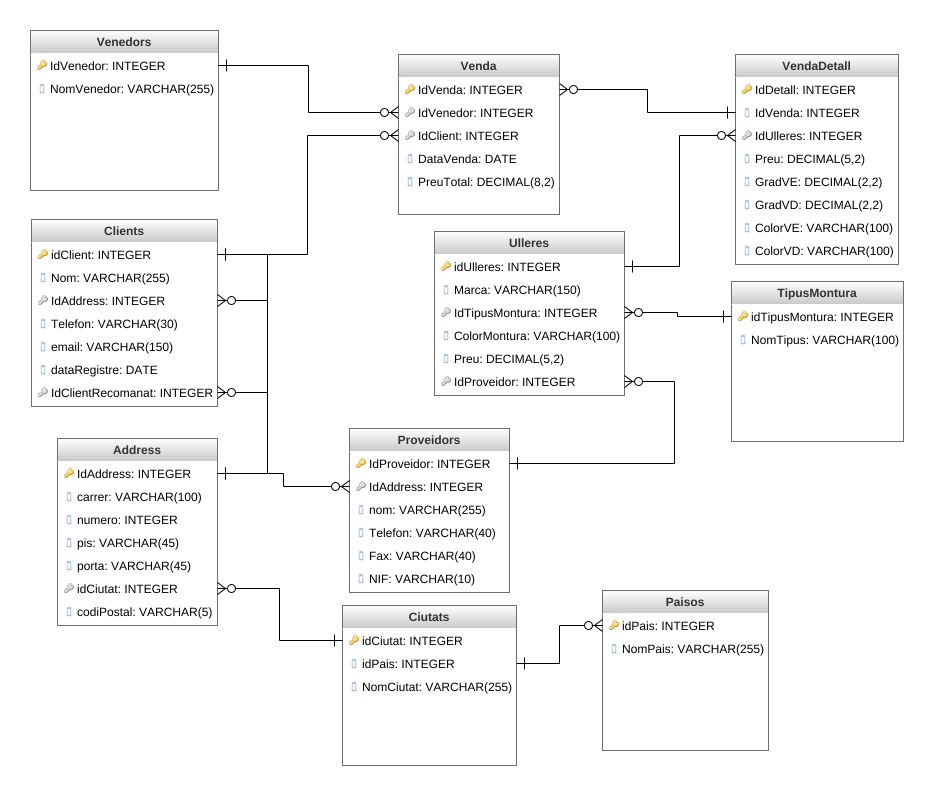 Venedors
IdVenedor: INTEGER
NomVenedor: VARCHAR(255)
Venda
IdVenda: INTEGER
IdVenedor: INTEGER
IdClient: INTEGER
DataVenda: DATE
PreuTotal: DECIMAL(8,2)
VendaDetall
IdDetall: INTEGER
IdVenda: INTEGER
IdUlleres: INTEGER
Preu: DECIMAL(5,2)
GradVE: DECIMAL(2,2)
GradVD: DECIMAL(2,2)
ColorVE: VARCHAR(100)
ColorVD: VARCHAR(100)
Clients
idClient: INTEGER
Nom: VARCHAR(255)
IdAddress: INTEGER
Telefon: VARCHAR(30)
email: VARCHAR(150)
dataRegistre: DATE
IdClientRecomanat: INTEGER
Ulleres
idUlleres: INTEGER
Marca: VARCHAR(150)
IdTipusMontura: INTEGER
ColorMontura: VARCHAR(100)
Preu: DECIMAL(5,2)
IdProveidor: INTEGER
TipusMontura
idTipusMontura: INTEGER
NomTipus: VARCHAR(100)
Address
IdAddress: INTEGER
carrer: VARCHAR(100)
numero: INTEGER
pis: VARCHAR(45)
porta: VARCHAR(45)
idCiutat: INTEGER
codiPostal: VARCHAR(5)
Proveidors
IdProveidor: INTEGER
IdAddress: INTEGER
nom: VARCHAR(255)
Telefon: VARCHAR(40)
Fax: VARCHAR(40)
NIF: VARCHAR(10)
Ciutats
idCiutat: INTEGER
idPais: INTEGER
NomCiutat: VARCHAR(255)
Paisos
idPais: INTEGER
NomPais: VARCHAR(255)